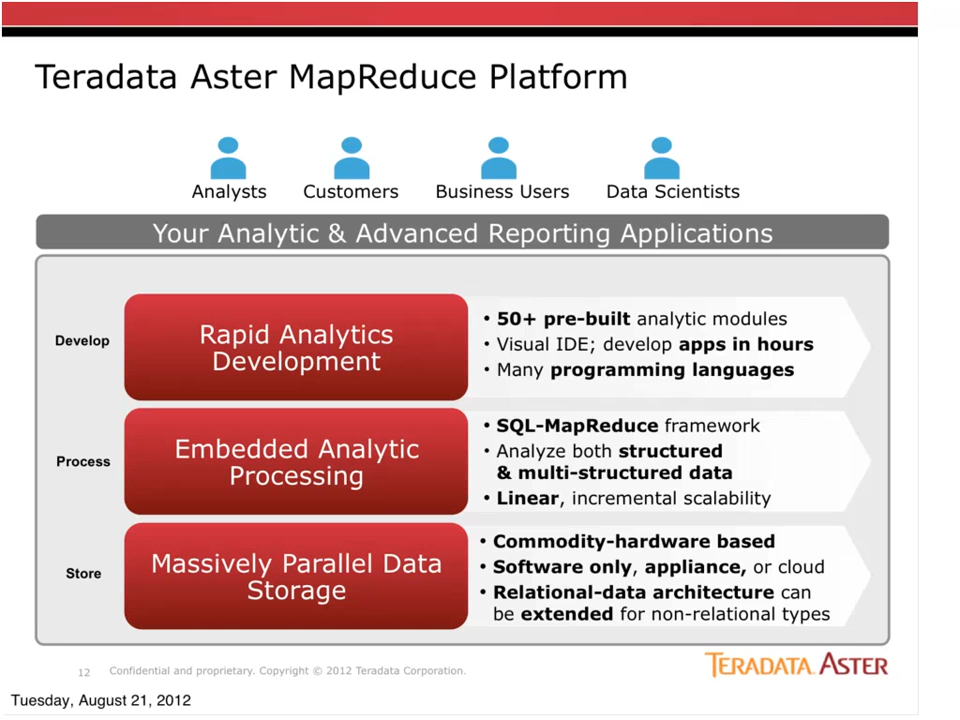 Teradata Aster MapReduce Platform
Analysts
Customers
Business Users
Data Scientists
Your Analytic & Advanced Reporting Applications
Develop
Rapid Analytics
Development
• 50+ pre-built analytic modules
• Visual IDE; develop apps in hours
• Many programming languages
Process
Embedded Analytic
Processing
• SQL-MapReduce framework
• Analyze both structured
& multi-structured data
• Linear, incremental scalability
Store
Massively Parallel Data
Storage
• Commodity-hardware based
• Software only, appliance, or cloud
• Relational-data architecture can
be extended for non-relational types
12 Confidential and proprietary. Copyright © 2012 Teradata Corporation.
TERADATA ASTER
Tuesday, August 21, 2012